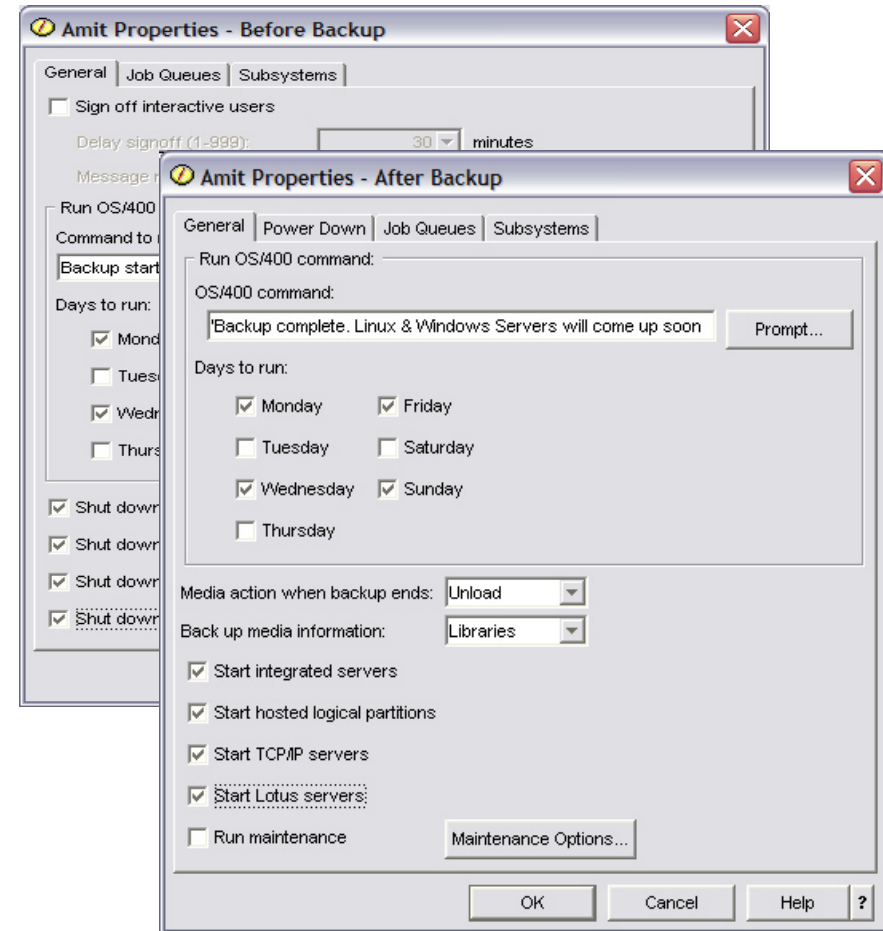 Amit Properties - Before Backup
General Job Queues Subsystems
Sign off interactive users
Delay signoff (1-999): 30 minutes
Message
Run OS/400
Command to
Backup start
Days to run:
Shut down
Shut down
Shut down
Shut down
Amit Properties - After Backup
General Power Down Job Queues Subsystems
Run OS/400 command:
OS/400 command:
'Backup complete. Linux & Windows Servers will come up soon Prompt...
Days to run:
Monday Friday
Tuesday Saturday
Wednesday Sunday
Thursday
Media action when backup ends: Unload
Back up media information: Libraries
Start integrated servers
Start hosted logical partitions
Start TCP/IP servers
Start Lotus servers
Run maintenance Maintenance Options...
OK Cancel Help ?